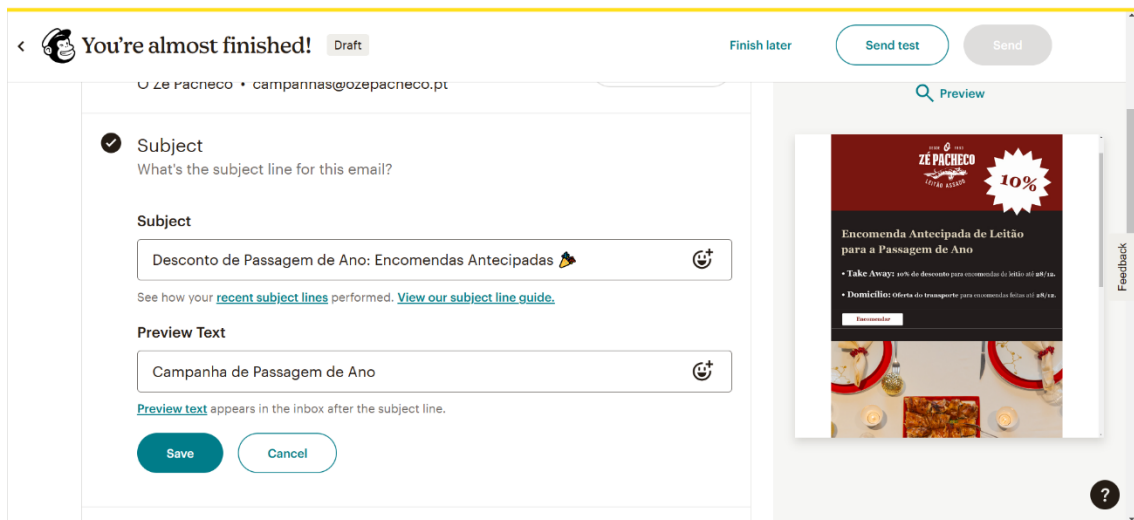 You're almost finished!
Draft
Finish later
Send test
Send
O Zé Pacheco • campanhas@ozepacheco.pt
Subject
What's the subject line for this email?
Subject
Desconto de Passagem de Ano: Encomendas Antecipadas 🎉
See how your recent subject lines performed. View our subject line guide.
Preview Text
Campanha de Passagem de Ano
Preview text appears in the inbox after the subject line.
Save
Cancel
Preview
ZÉ PACHECO
LEITÃO ASSADO
10%
Encomenda Antecipada de Leitão
para a Passagem de Ano
• Take Away: 10% de desconto para encomendas de leitão até 28/12.
• Domicílio: Oferta do transporte para encomendas feitas até 28/12.
Encomendar
Feedback
?